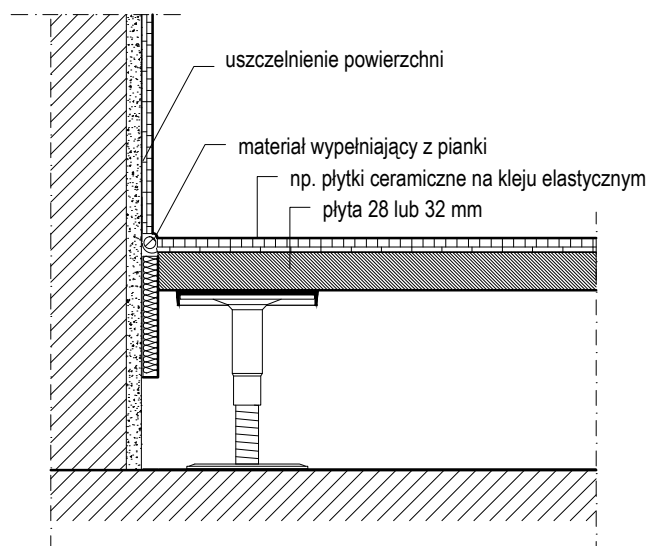 uszczelnienie powierzchni
materiał wypełniający z pianki
np. płytki ceramiczne na kleju elastycznym
płyta 28 lub 32 mm